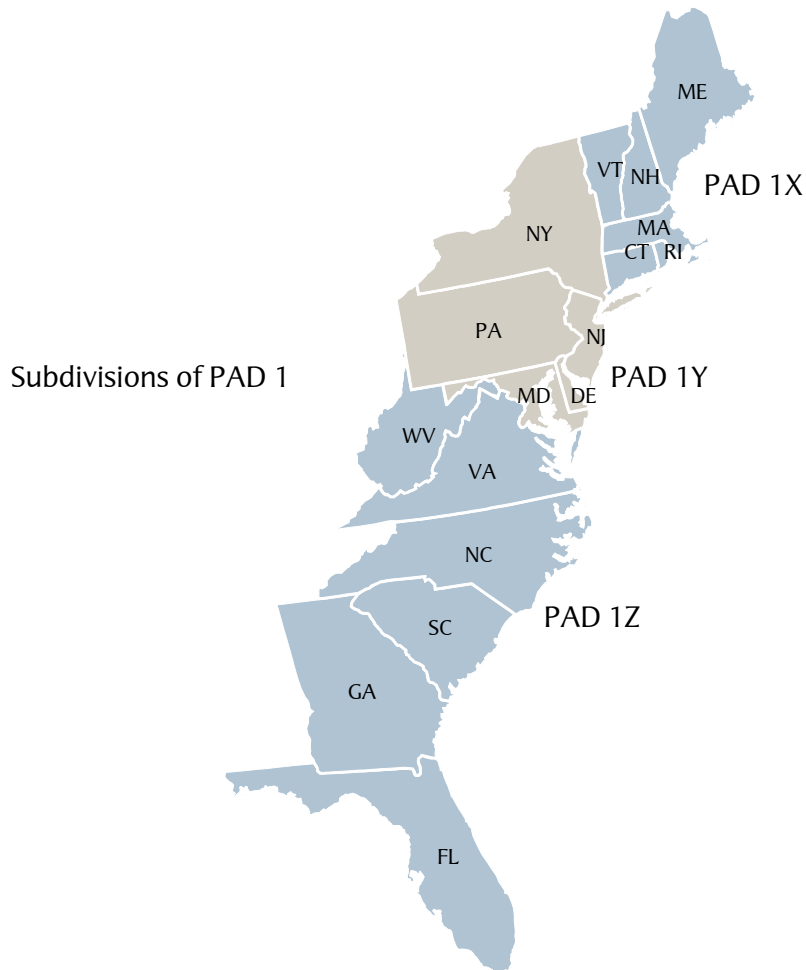 ME
VT
NH
PAD 1X
NY
MA
CT
RI
PA
NJ
Subdivisions of PAD 1
PAD 1Y
MD
DE
WV
VA
NC
PAD 1Z
SC
GA
FL